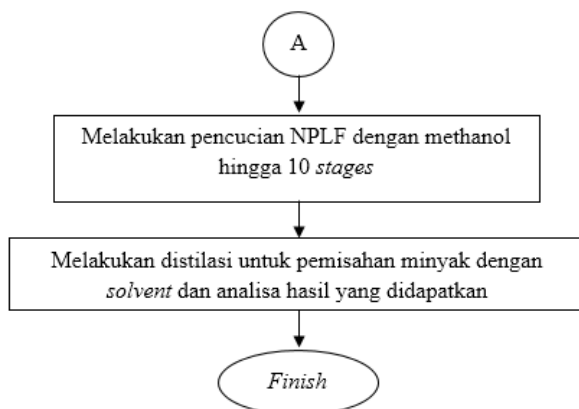 A
Melakukan pencucian NPLF dengan methanol
hingga 10 stages
Melakukan distilasi untuk pemisahan minyak dengan
solvent dan analisa hasil yang didapatkan
Finish